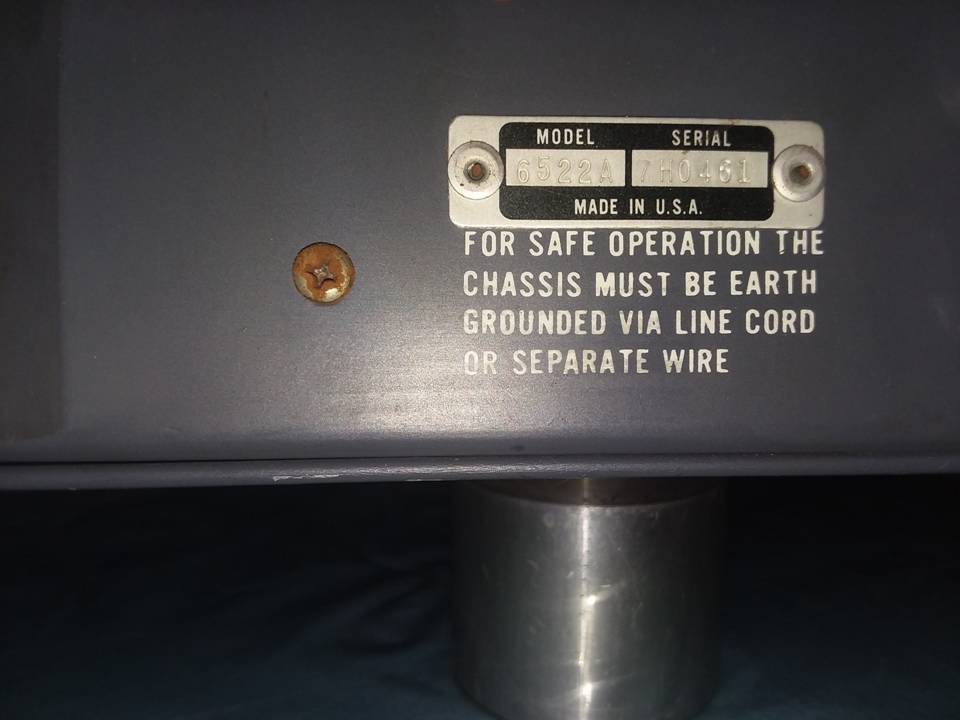 MODEL SERIAL
6522A 7H0461
MADE IN U.S.A.
FOR SAFE OPERATION THE
CHASSIS MUST BE EARTH
GROUNDED VIA LINE CORD
OR SEPARATE WIRE